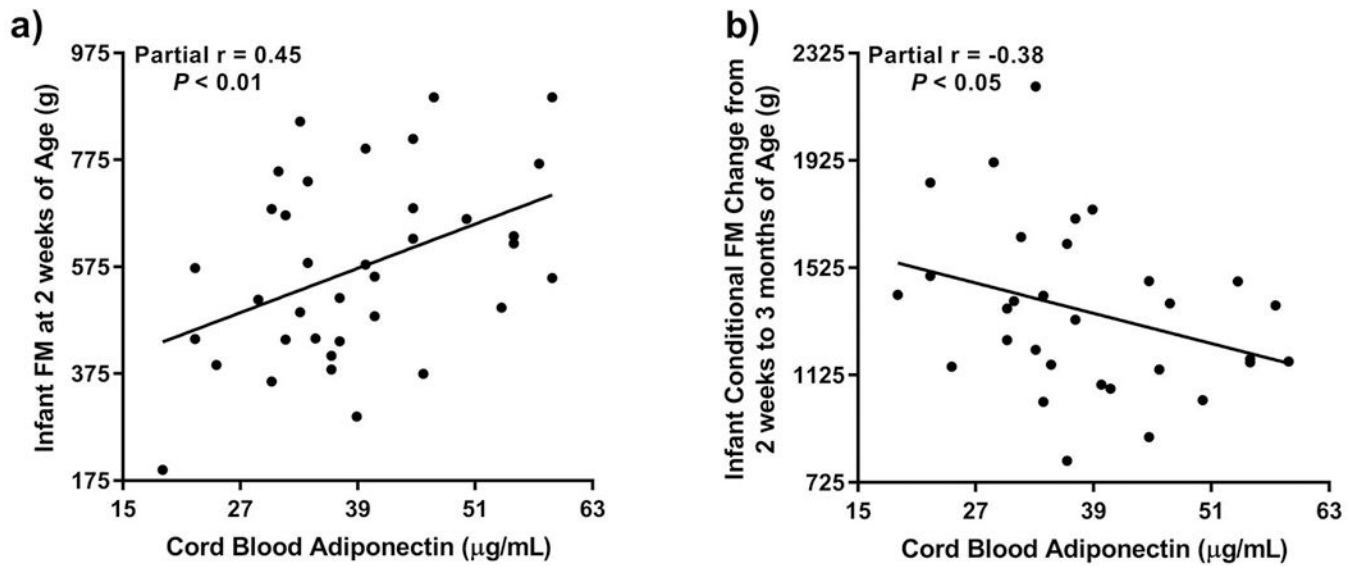 a)
Partial r = 0.45
P < 0.01
Infant FM at 2 weeks of Age (g)
975
775
575
375
175
15 27 39 51 63
Cord Blood Adiponectin (μg/mL)
b)
Partial r = -0.38
P < 0.05
Infant Conditional FM Change from
2 weeks to 3 months of Age (g)
2325
1925
1525
1125
725
15 27 39 51 63
Cord Blood Adiponectin (μg/mL)